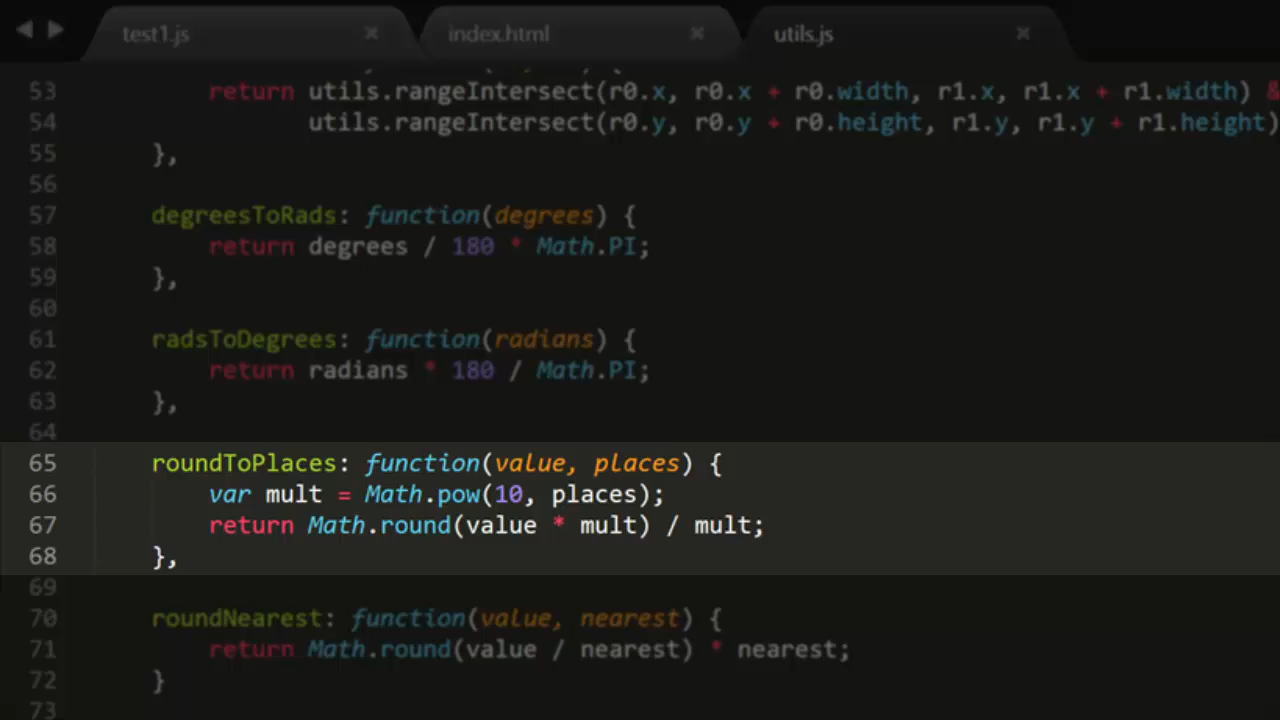 test1.js × index.html × utils.js ×
53 return utils.rangeIntersect(r0.x, r0.x + r0.width, r1.x, r1.x + r1.width) &
54 utils.rangeIntersect(r0.y, r0.y + r0.height, r1.y, r1.y + r1.height)
55 },
56
57 degreesToRads: function(degrees) {
58 return degrees / 180 * Math.PI;
59 },
60
61 radsToDegrees: function(radians) {
62 return radians * 180 / Math.PI;
63 },
64
65 roundToPlaces: function(value, places) {
66 var mult = Math.pow(10, places);
67 return Math.round(value * mult) / mult;
68 },
69
70 roundNearest: function(value, nearest) {
71 return Math.round(value / nearest) * nearest;
72 }
73